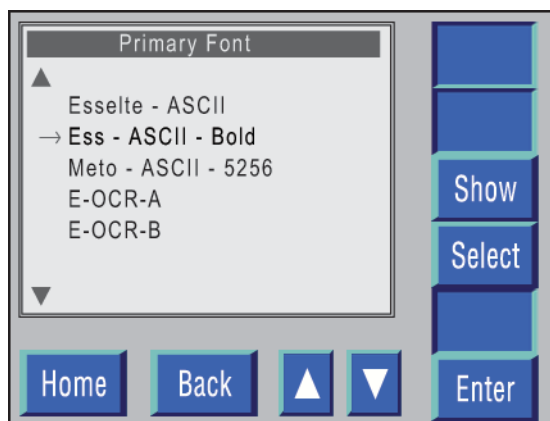 Primary Font
Esselte - ASCII
→ Ess - ASCII - Bold
Meto - ASCII - 5256
E-OCR-A
E-OCR-B
Show
Select
Home
Back
Enter